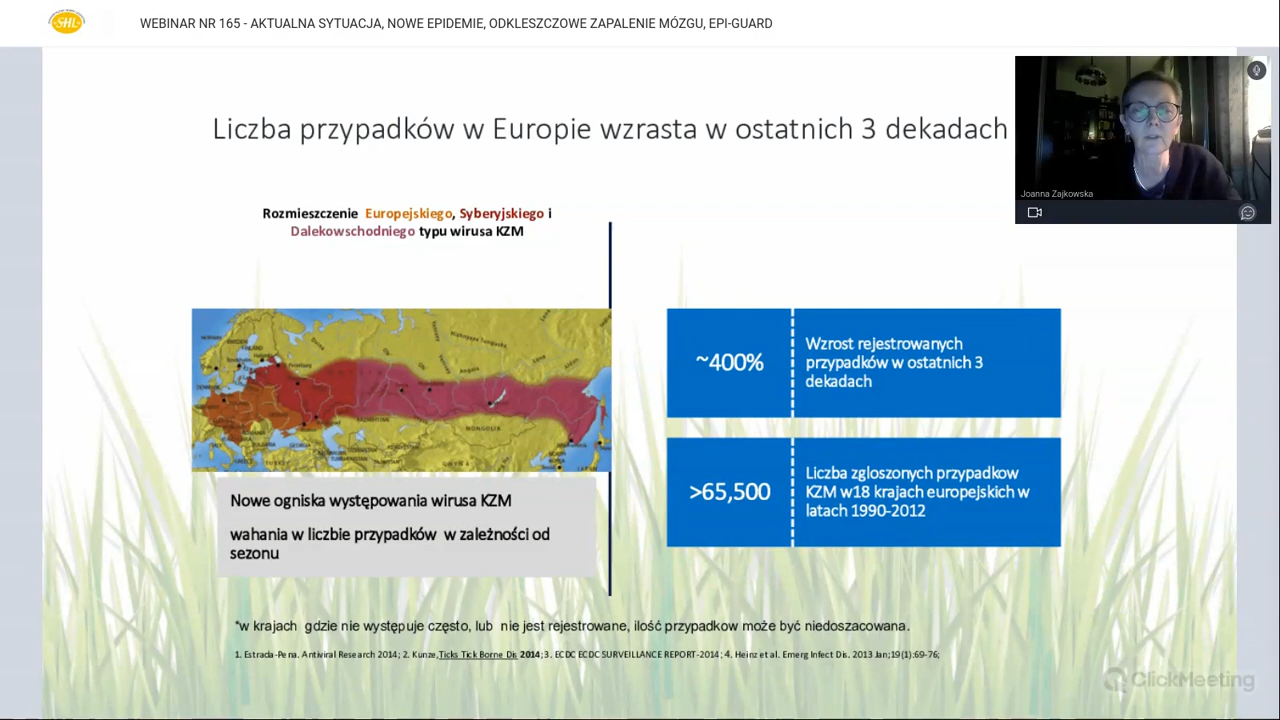 SHL
WEBINAR NR 165 - AKTUALNA SYTUACJA, NOWE EPIDEMIE, ODKLESZCZOWE ZAPALENIE MÓZGU, EPI-GUARD
Liczba przypadków w Europie wzrasta w ostatnich 3 dekadach
Joanna Zajkowska
Rozmieszczenie Europejskiego, Syberyjskiego i
Dalekowschodniego typu wirusa KZM
MONGOLIA
~400%
Wzrost rejestrowanych
przypadków w ostatnich 3
dekadach
>65,500
Liczba zgloszonych przypadkow
KZM w18 krajach europejskich w
latach 1990-2012
Nowe ogniska występowania wirusa KZM
wahania w liczbie przypadków w zależności od
sezonu
*w krajach gdzie nie występuje często, lub nie jest rejestrowane, ilość przypadkow może być niedoszacowana.
1. Estrada-Pena. Antiviral Research 2014; 2. Kunze,Ticks Tick Borne Dis 2014; 3. ECDC ECDC SURVEILLANCE REPORT-2014; 4. Heinz et al. Emerg Infect Dis. 2013 Jan;19(1):69-76;
ClickMeeting